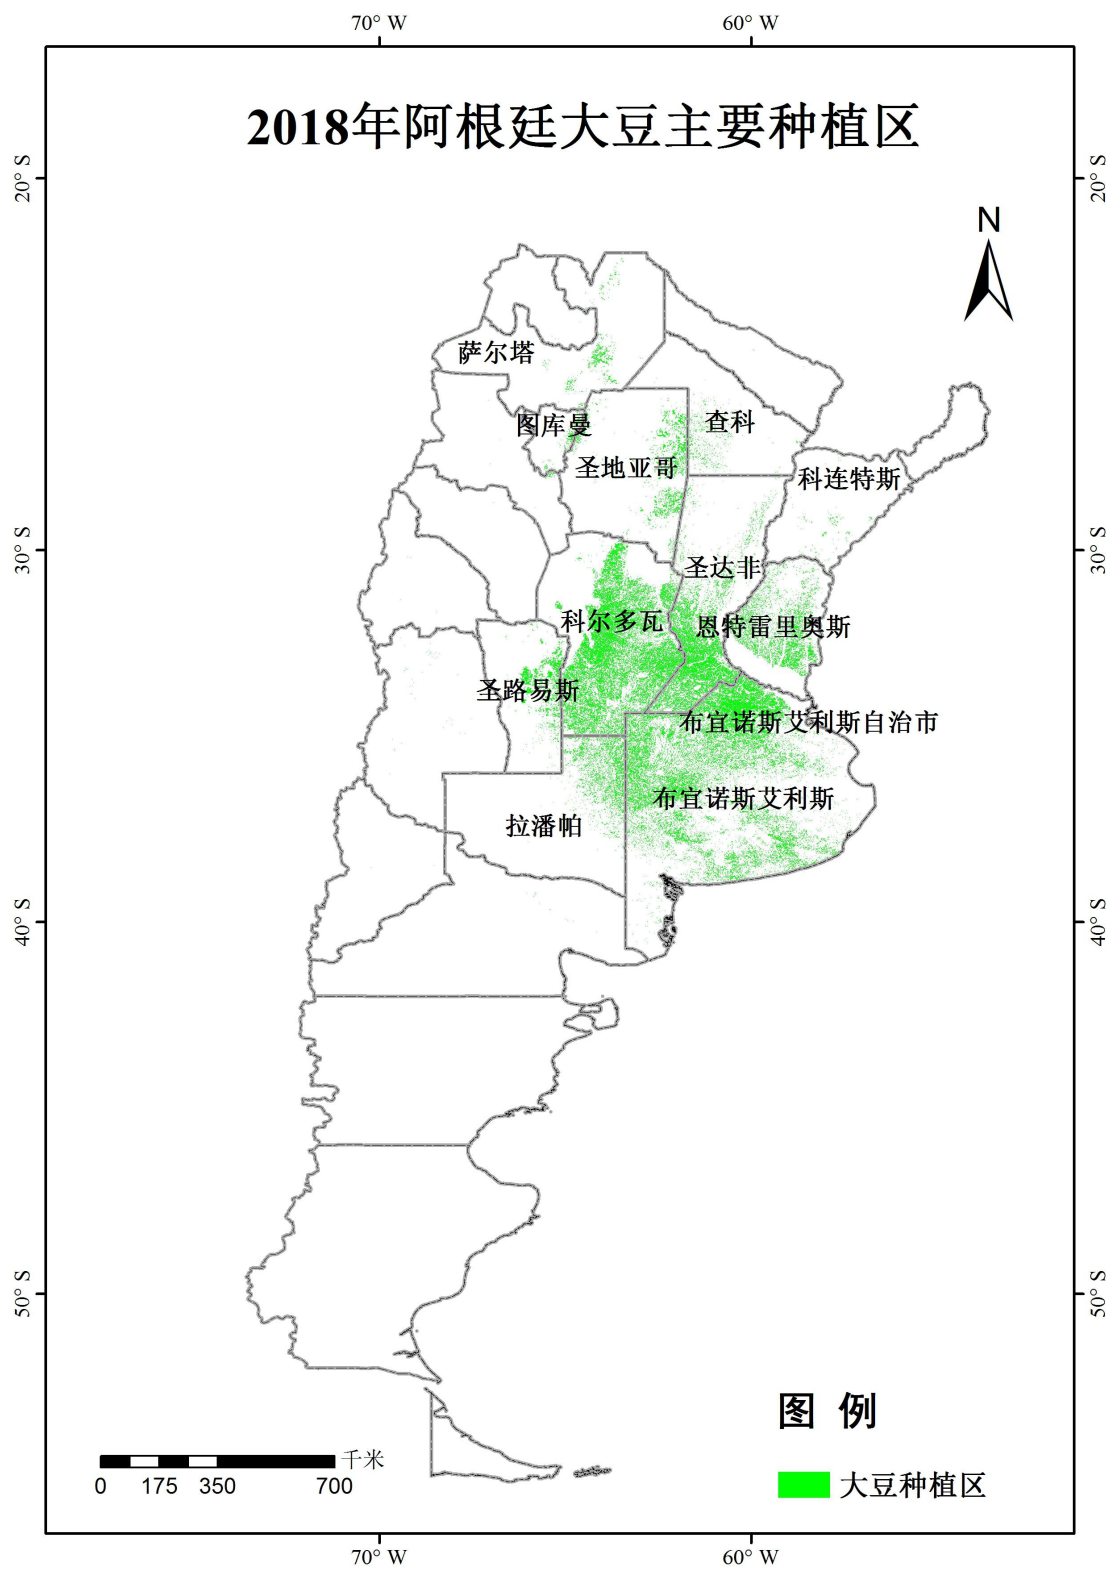 70° W 60° W
2018年阿根廷大豆主要种植区
20° S 20° S
N
萨尔塔
图库曼 查科
圣地亚哥
科连特斯
30° S 30° S
圣达非
科尔多瓦 恩特雷里奥斯
圣路易斯
布宜诺斯艾利斯自治市
布宜诺斯艾利斯
拉潘帕
40° S 40° S
50° S 50° S
图 例
千米
0 175 350 700
大豆种植区
70° W 60° W